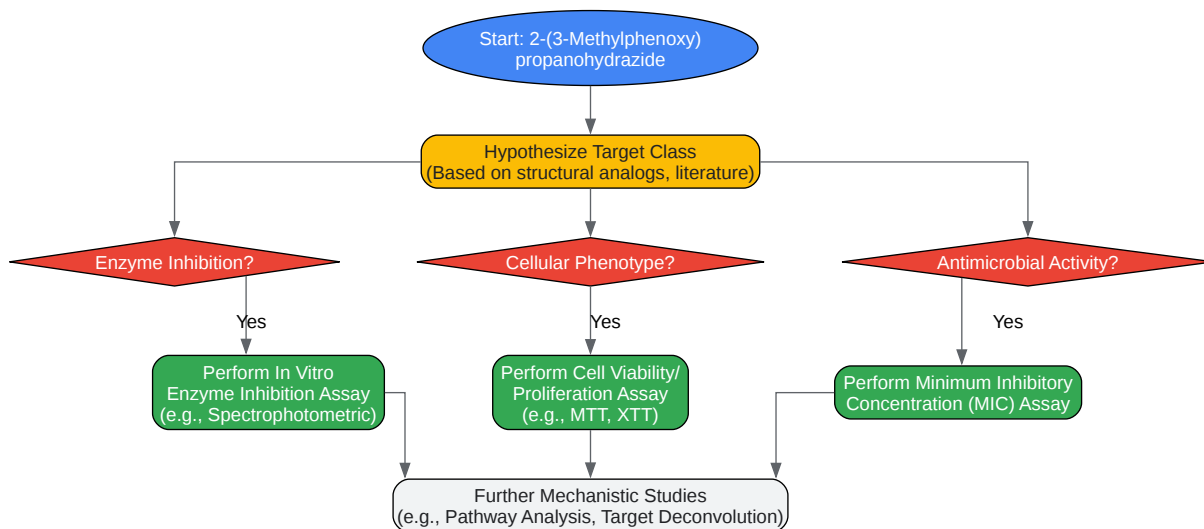 Start: 2-(3-Methylphenoxy)
propanohydrazide
Hypothesize Target Class
(Based on structural analogs, literature)
Enzyme Inhibition?
Cellular Phenotype?
Antimicrobial Activity?
Yes
Yes
Yes
Perform In Vitro
Enzyme Inhibition Assay
(e.g., Spectrophotometric)
Perform Cell Viability/
Proliferation Assay
(e.g., MTT, XTT)
Perform Minimum Inhibitory
Concentration (MIC) Assay
Further Mechanistic Studies
(e.g., Pathway Analysis, Target Deconvolution)